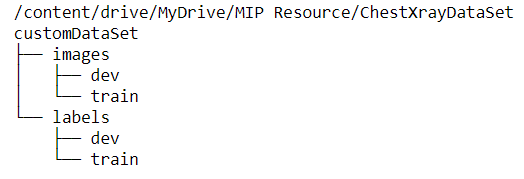 /content/drive/MyDrive/MIP Resource/ChestXrayDataSet
customDataSet
├── images
│   ├── dev
│   └── train
└── labels
    ├── dev
    └── train